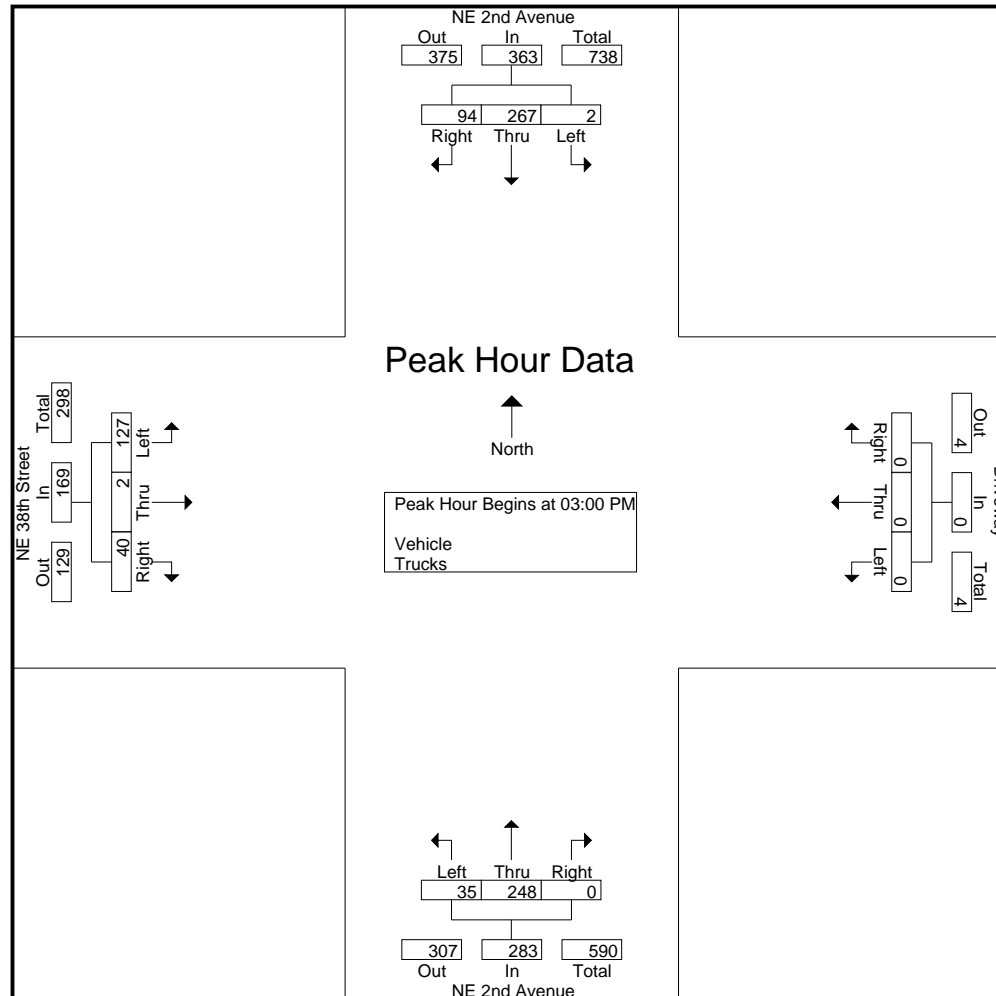 NE 2nd Avenue
Out In Total
375 363 738
94 267 2
Right Thru Left
Peak Hour Data
North
Peak Hour Begins at 03:00 PM
Vehicle
Trucks
NE 38th Street
Total In Out
298 169 129
127 2 40
Left Thru Right
Right Thru Left
0 0 0
Out In Total
4 0 4
Left Thru Right
35 248 0
307 283 590
Out In Total
NE 2nd Avenue